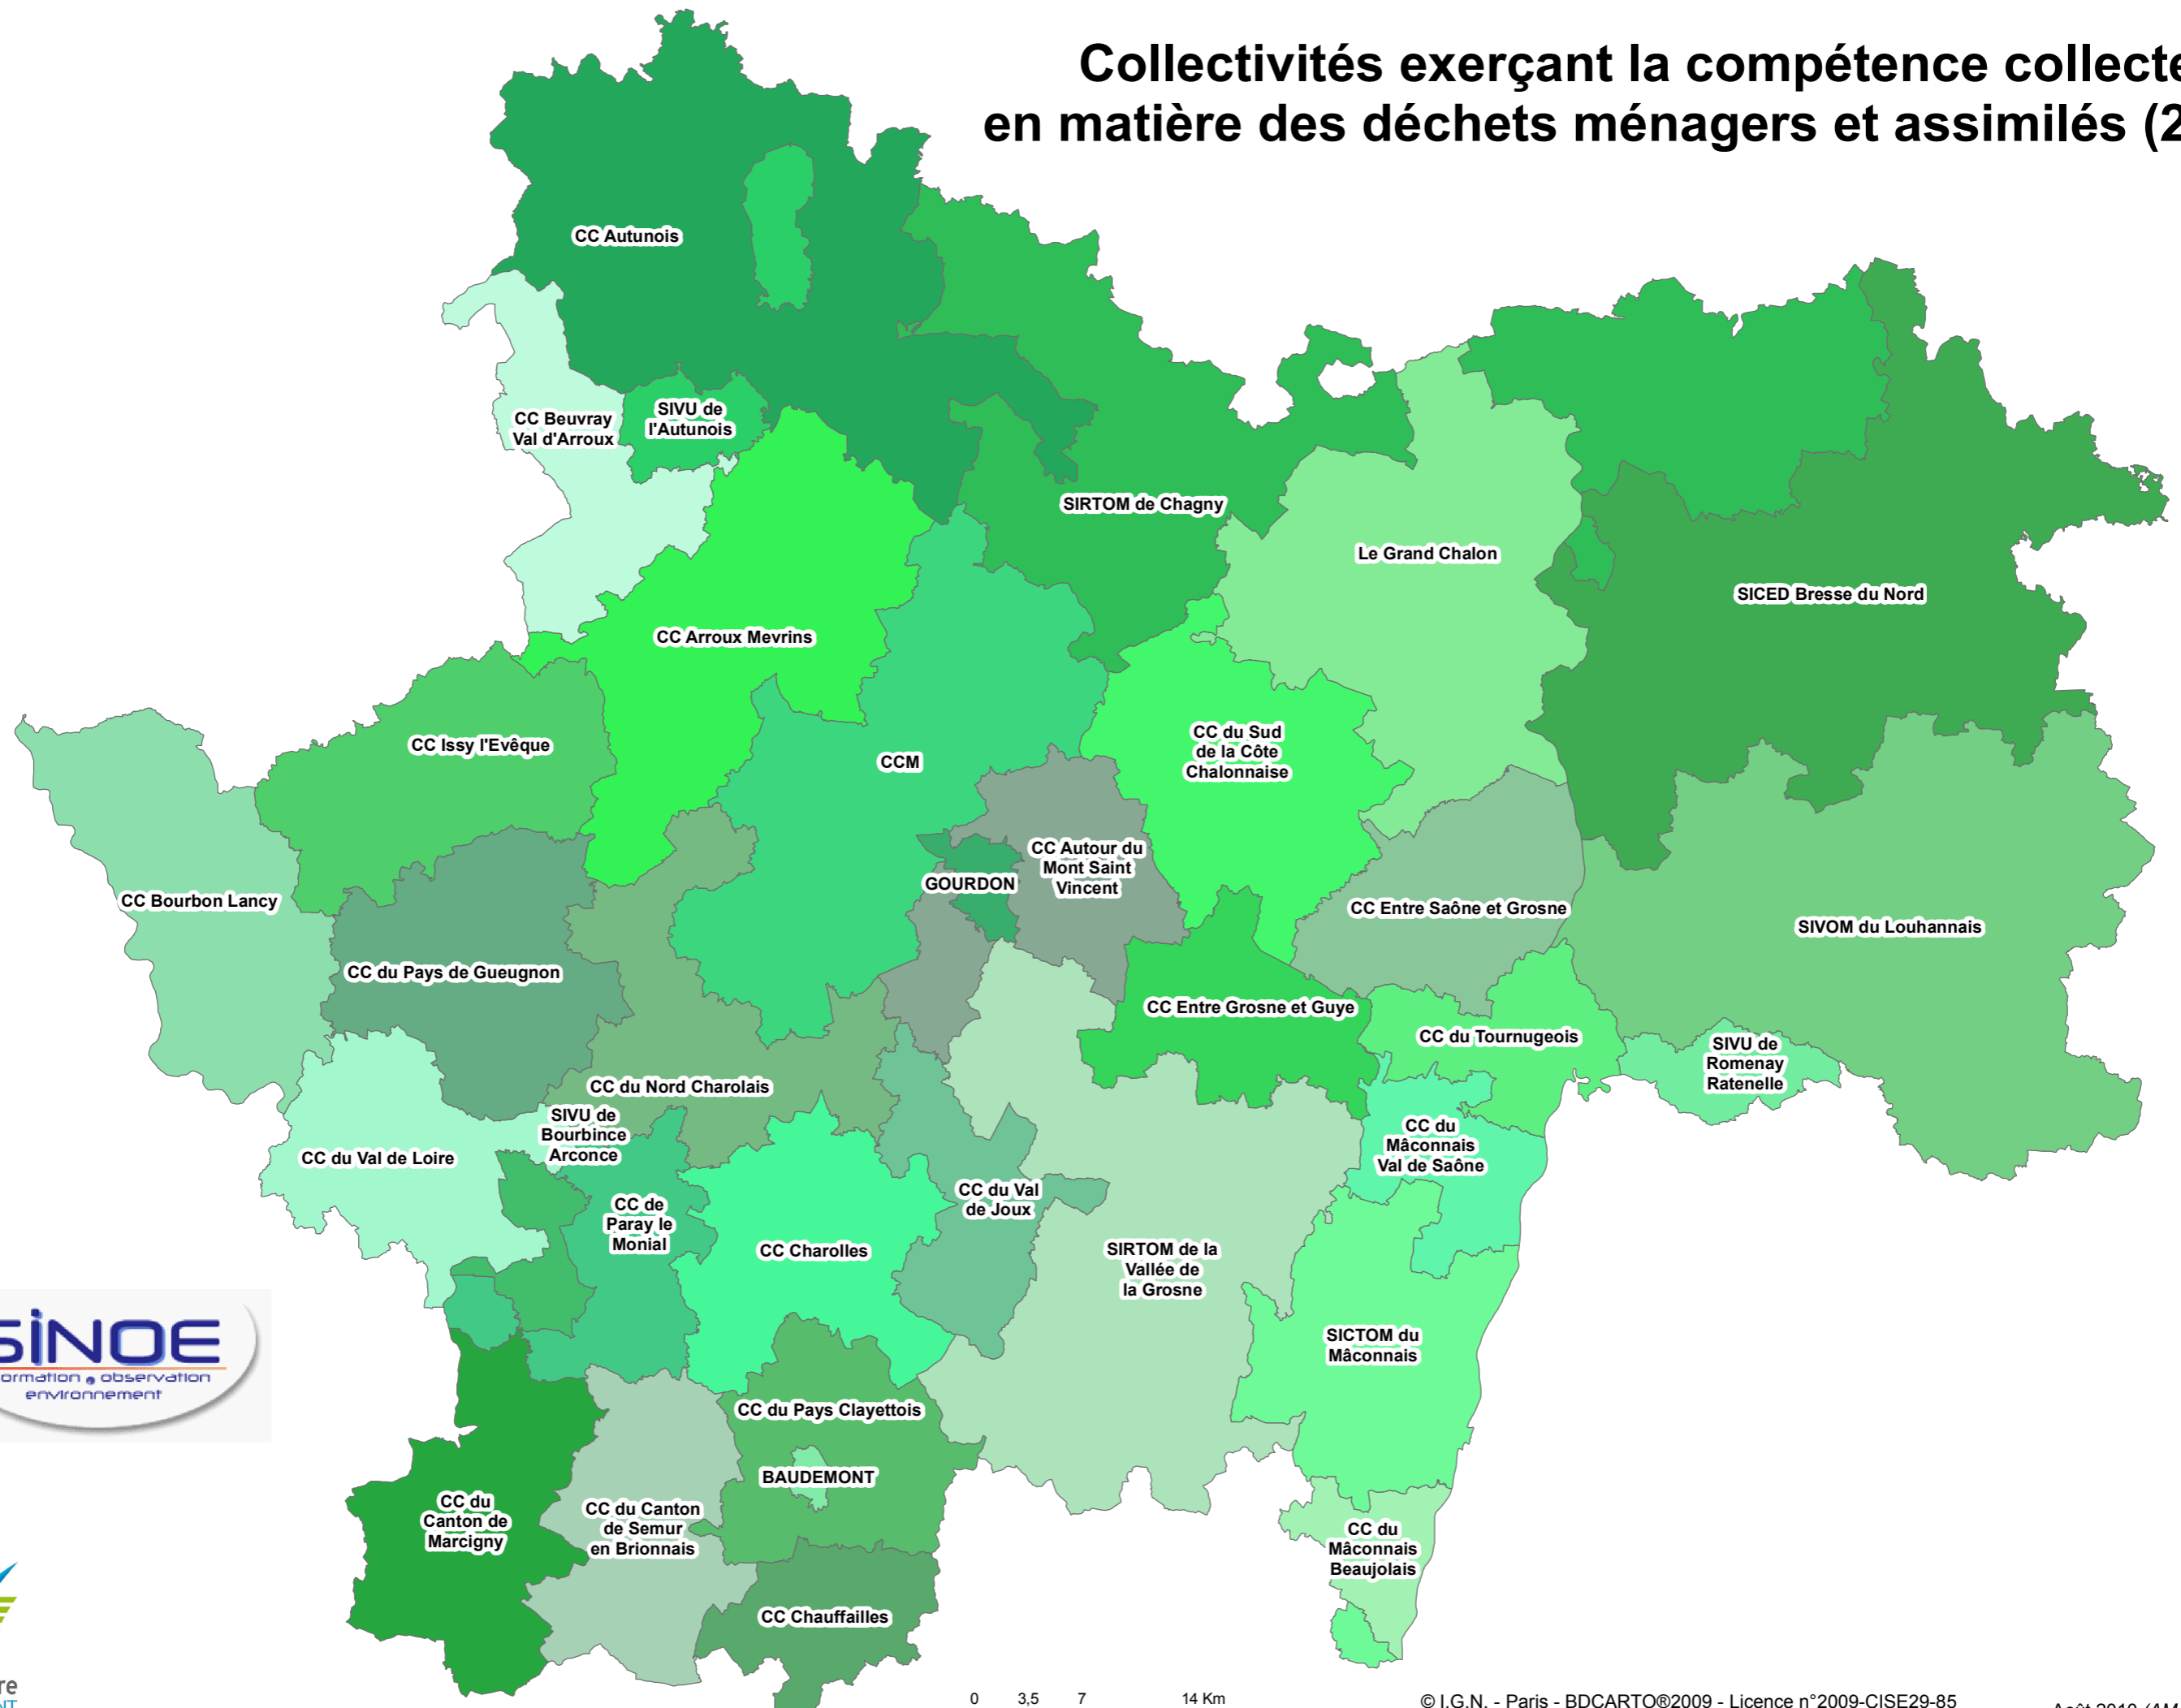 Collectivités exerçant la compétence collecte
en matière des déchets ménagers et assimilés (2
CC Autunois
CC Beuvray
Val d'Arroux
SIVU de
l'Autunois
SIRTOM de Chagny
Le Grand Chalon
SICED Bresse du Nord
CC Arroux Mevrins
CC Issy l'Evêque
CCM
CC du Sud
de la Côte
Chalonnaise
CC Autour du
Mont Saint
Vincent
GOURDON
CC Bourbon Lancy
CC Entre Saône et Grosne
SIVOM du Louhannais
CC du Pays de Gueugnon
CC Entre Grosne et Guye
CC du Tournugeois
SIVU de
Romenay
Ratenelle
CC du Nord Charolais
SIVU de
Bourbince
Arconce
CC du Val de Loire
CC du
Mâconnais
Val de Saône
CC de
Paray le
Monial
CC du Val
de Joux
CC Charolles
SIRTOM de la
Vallée de
la Grosne
SICTOM du
Mâconnais
SINOE
ormation observation
environnement
CC du Pays Clayettois
BAUDEMONT
CC du
Canton de
Marcigny
CC du Canton
de Semur
en Brionnais
CC du
Mâconnais
Beaujolais
CC Chauffailles
re
NT
0 3,5 7 14 Km
© I.G.N. - Paris - BDCARTO®2009 - Licence n°2009-CISE29-85